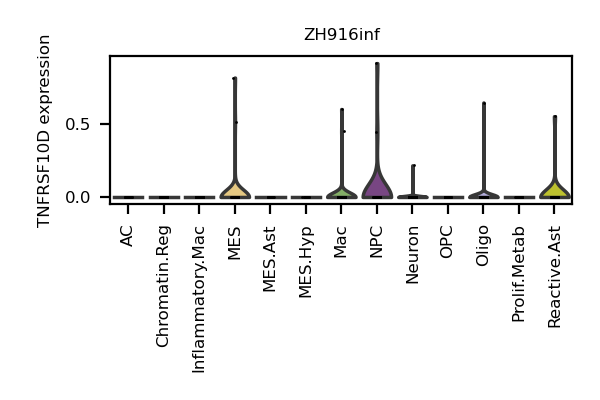 ZH916inf
TNFRSF10D expression
0.5
0.0
AC
Chromatin.Reg
Inflammatory.Mac
MES
MES.Ast
MES.Hyp
Mac
NPC
Neuron
OPC
Oligo
Prolif.Metab
Reactive.Ast